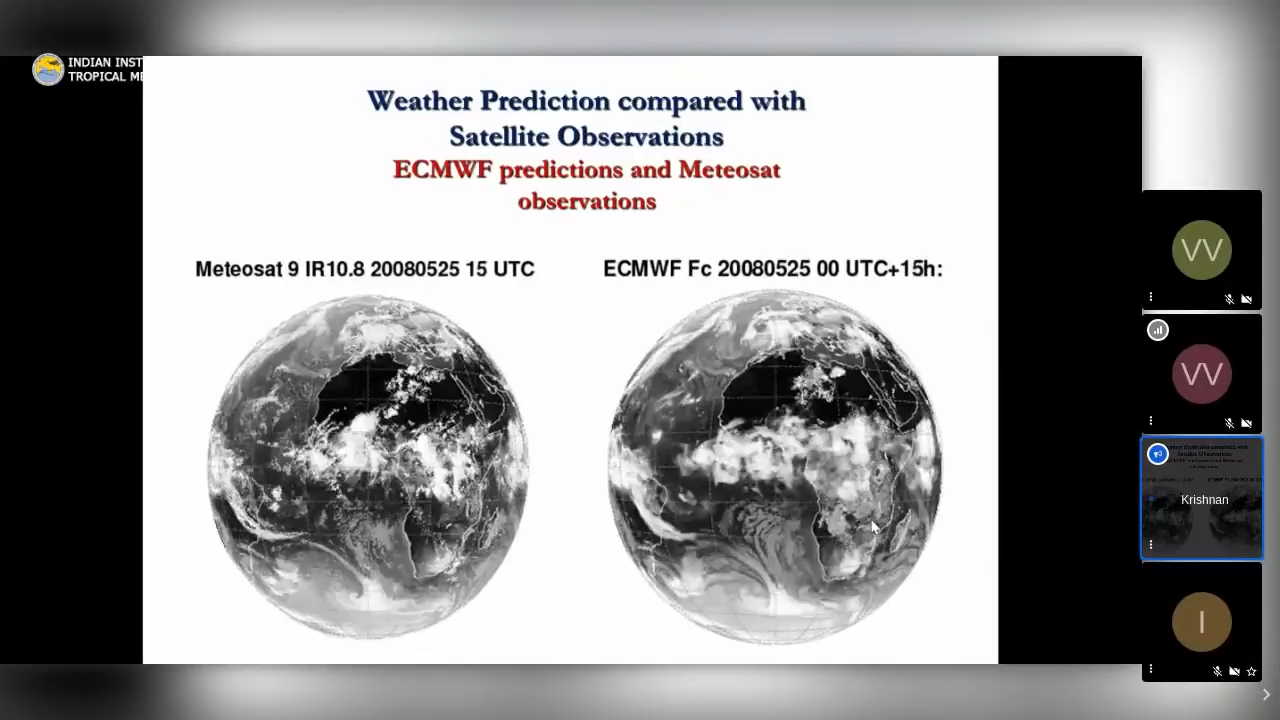 INDIAN INST
TROPICAL ME
Weather Prediction compared with
Satellite Observations
ECMWF predictions and Meteosat
observations
Meteosat 9 IR10.8 20080525 15 UTC
ECMWF Fc 20080525 00 UTC+15h:
VV
VV
Krishnan
I